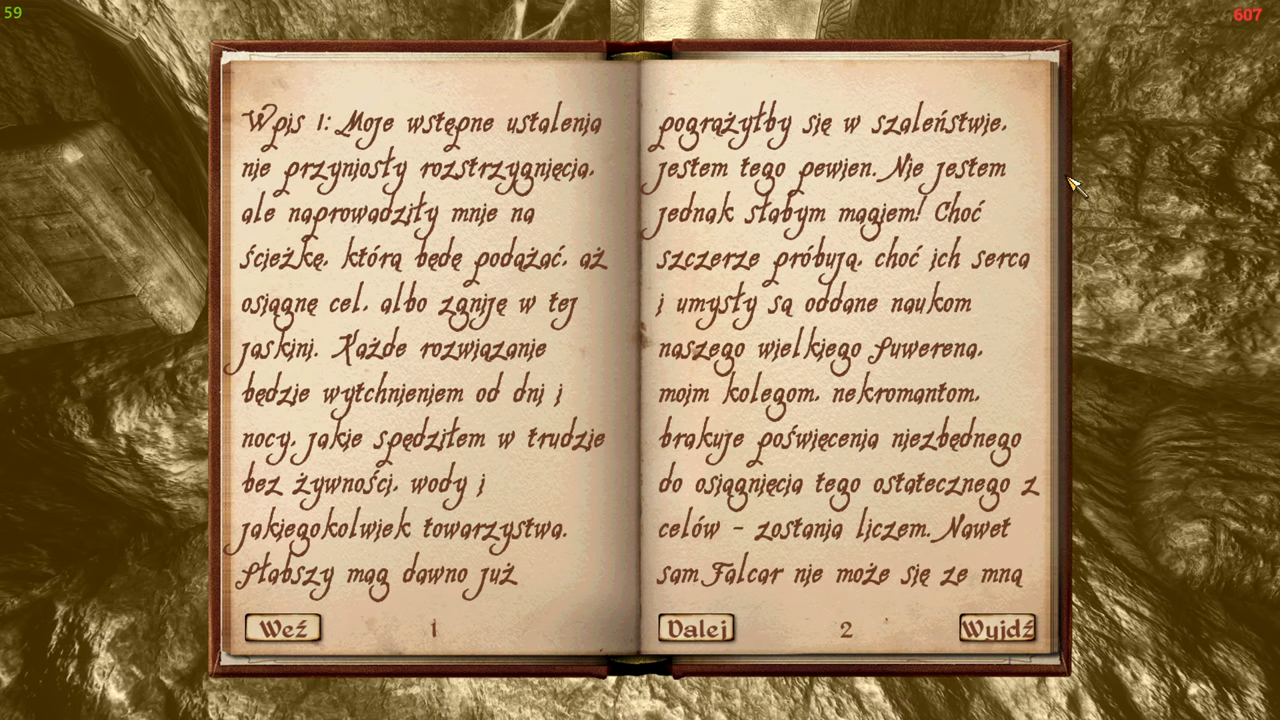 59
607
Wpis 1: Moje wstępne ustalenia
nie przyniosły rozstrzygnięcia,
ale naprowadziły mnie na
ścieżkę, którą będę podążać, aż
osiągnę cel, albo zgniję w tej
jaskini. Każde rozwiązanie
będzie wytchnieniem od dni i
nocy, jakie spędziłem w trudzie
bez żywności, wody i
jakiegokolwiek towarzystwa.
Słabszy mag dawno już
Weź
1
pogrążyłby się w szaleństwie,
jestem tego pewien. Nie jestem
jednak słabym magiem! Choć
szczerze próbują, choć ich serca
i umysły są oddane naukom
naszego wielkiego Suwerena,
moim kolegom, nekromantom,
brakuje poświęcenia niezbędnego
do osiągnięcia tego ostatecznego z
celów - zostania liczem. Nawet
sam Falcar nie może się ze mną
Dalej
2
Wyjdź